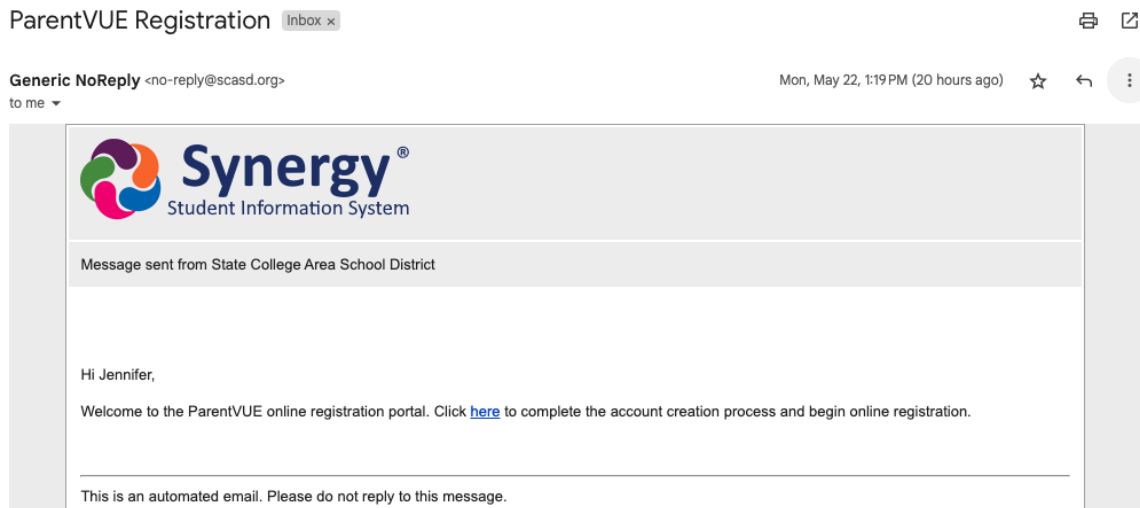 ParentVUE Registration Inbox ×
Generic NoReply <no-reply@scasd.org> Mon, May 22, 1:19 PM (20 hours ago)
to me
Synergy®
Student Information System
Message sent from State College Area School District
Hi Jennifer,
Welcome to the ParentVUE online registration portal. Click here to complete the account creation process and begin online registration.
This is an automated email. Please do not reply to this message.